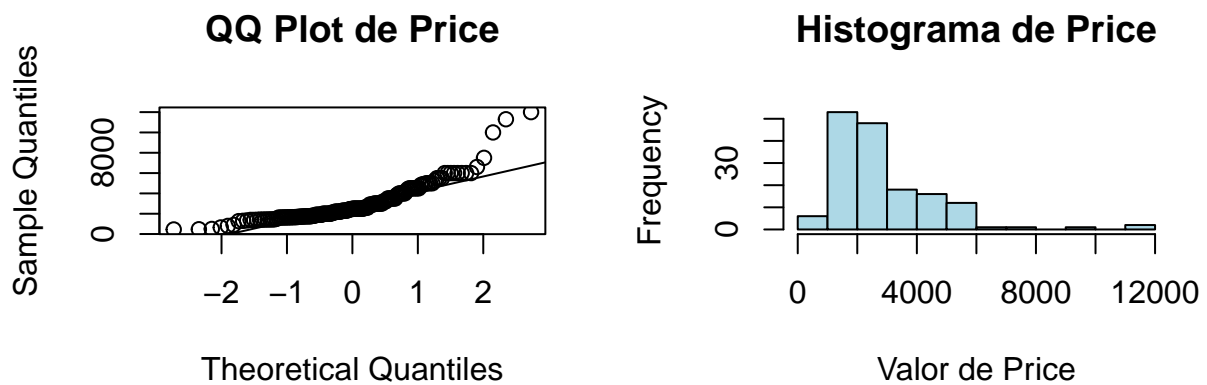 QQ Plot de Price
Sample Quantiles
8000
0
−2 −1 0 1 2
Theoretical Quantiles
Histograma de Price
Frequency
30
0
0 4000 8000 12000
Valor de Price